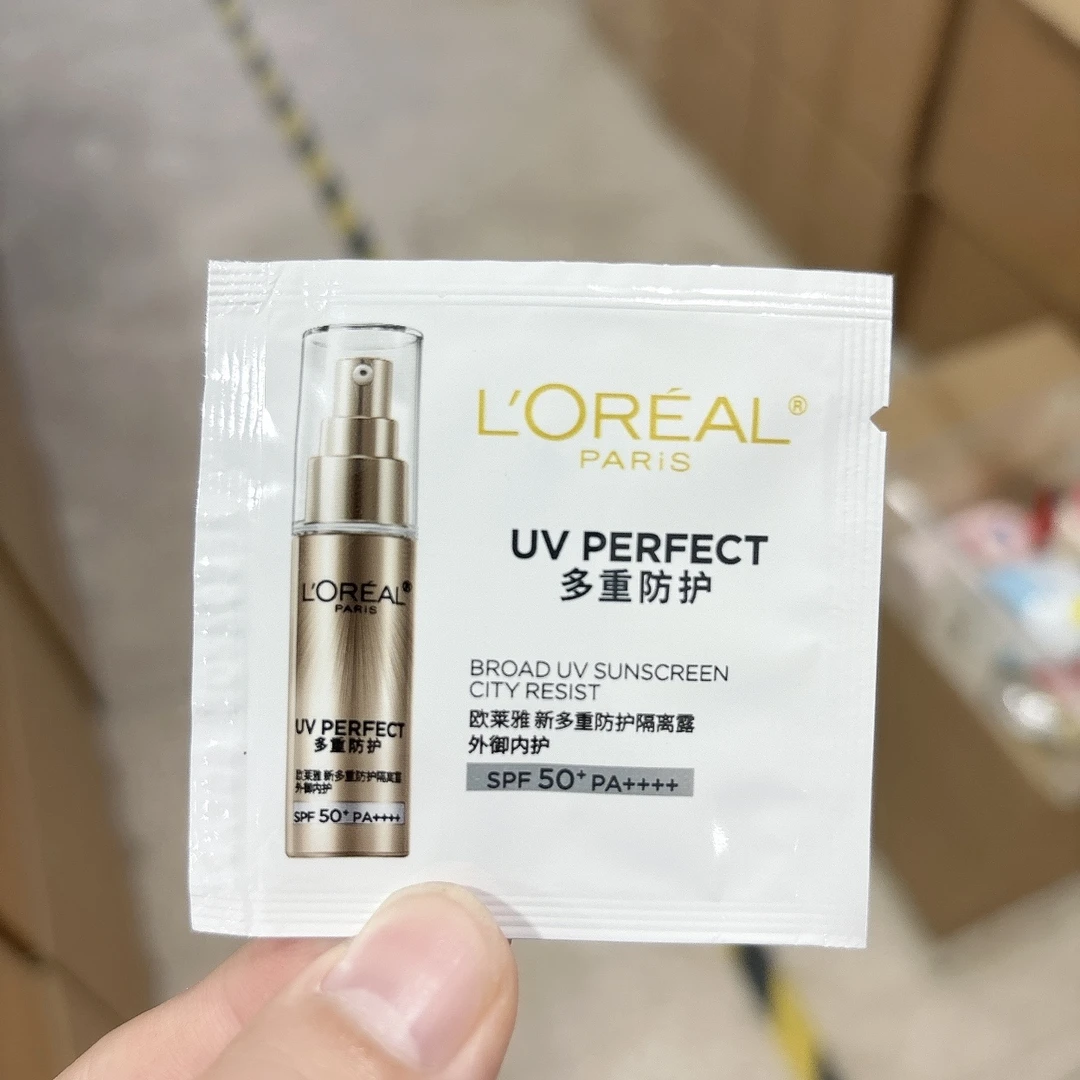 L'ORÉAL®
PARiS
UV PERFECT
多重防护
BROAD UV SUNSCREEN
CITY RESIST
欧莱雅 新多重防护隔离露
外御内护
SPF 50⁺ PA++++
L'ORÉAL®
PARiS
UV PERFECT
多重防护
欧莱雅 新多重防护隔离露
外御内护
SPF 50⁺ PA++++